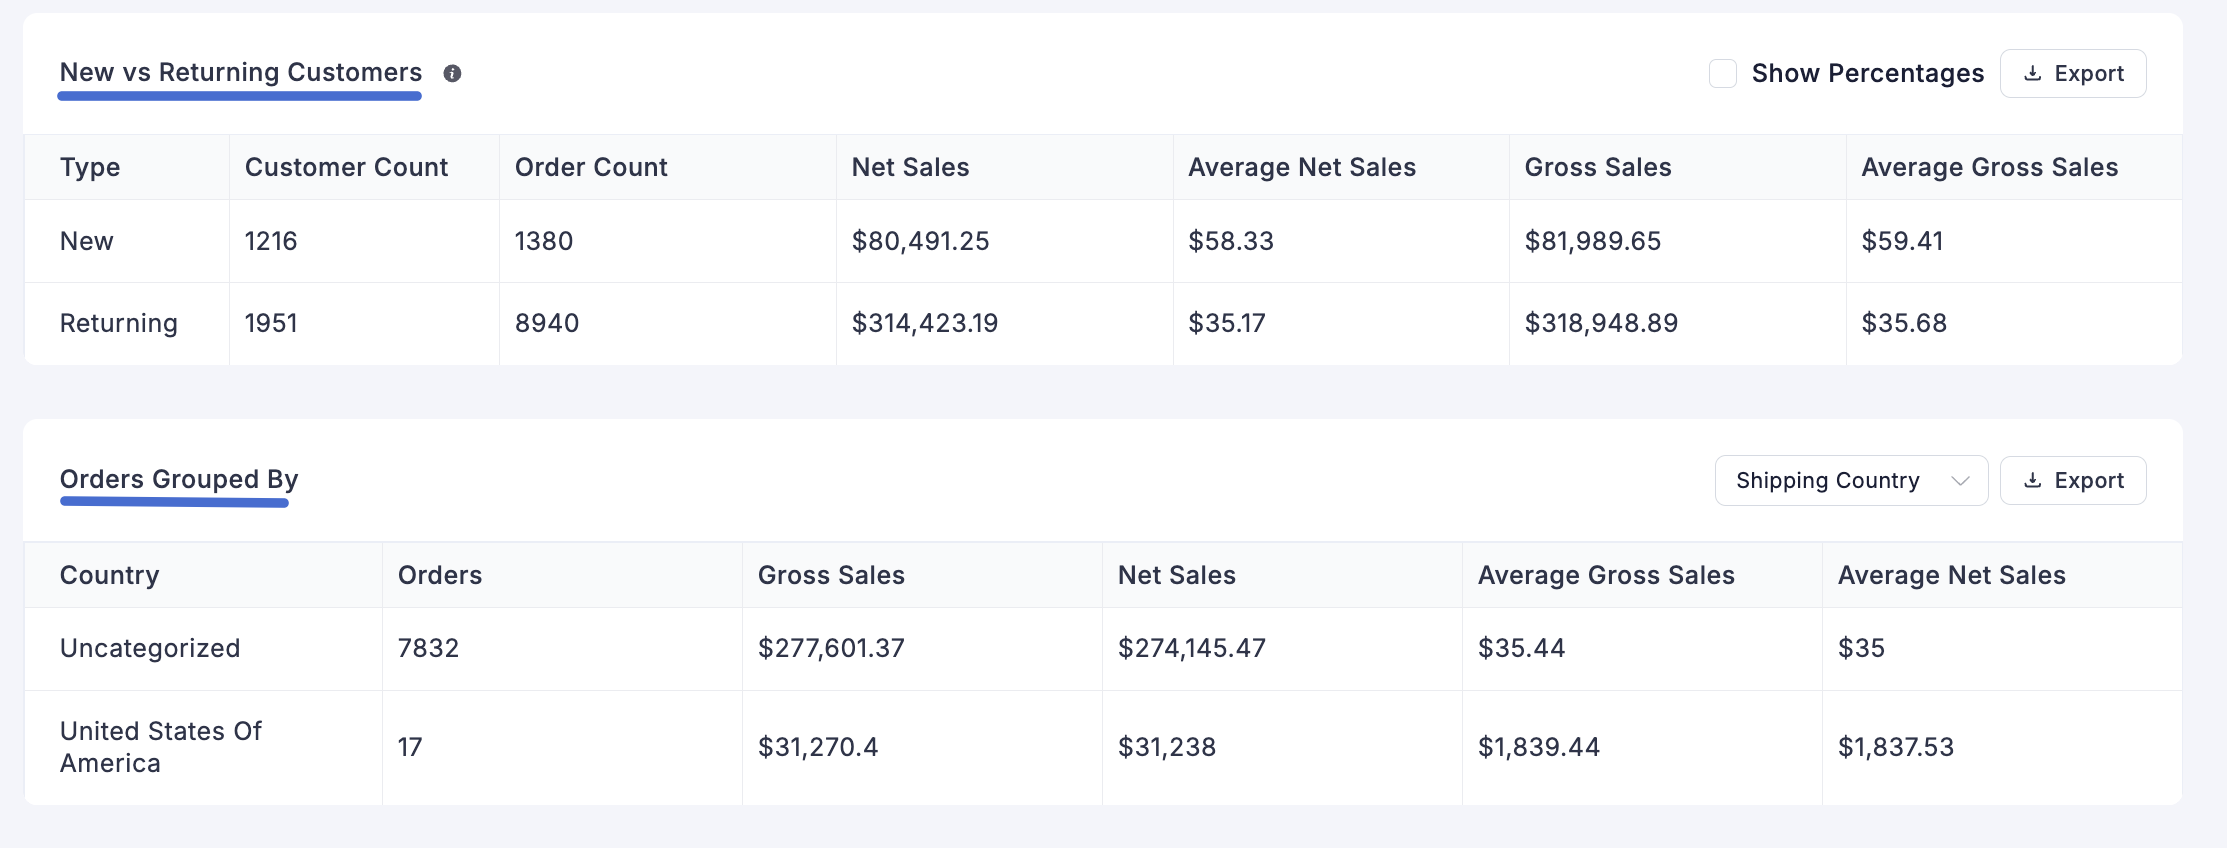 New vs Returning Customers
Show Percentages
Export
Type Customer Count Order Count Net Sales Average Net Sales Gross Sales Average Gross Sales
New 1216 1380 $80,491.25 $58.33 $81,989.65 $59.41
Returning 1951 8940 $314,423.19 $35.17 $318,948.89 $35.68
Orders Grouped By
Shipping Country
Export
Country Orders Gross Sales Net Sales Average Gross Sales Average Net Sales
Uncategorized 7832 $277,601.37 $274,145.47 $35.44 $35
United States Of
America 17 $31,270.4 $31,238 $1,839.44 $1,837.53